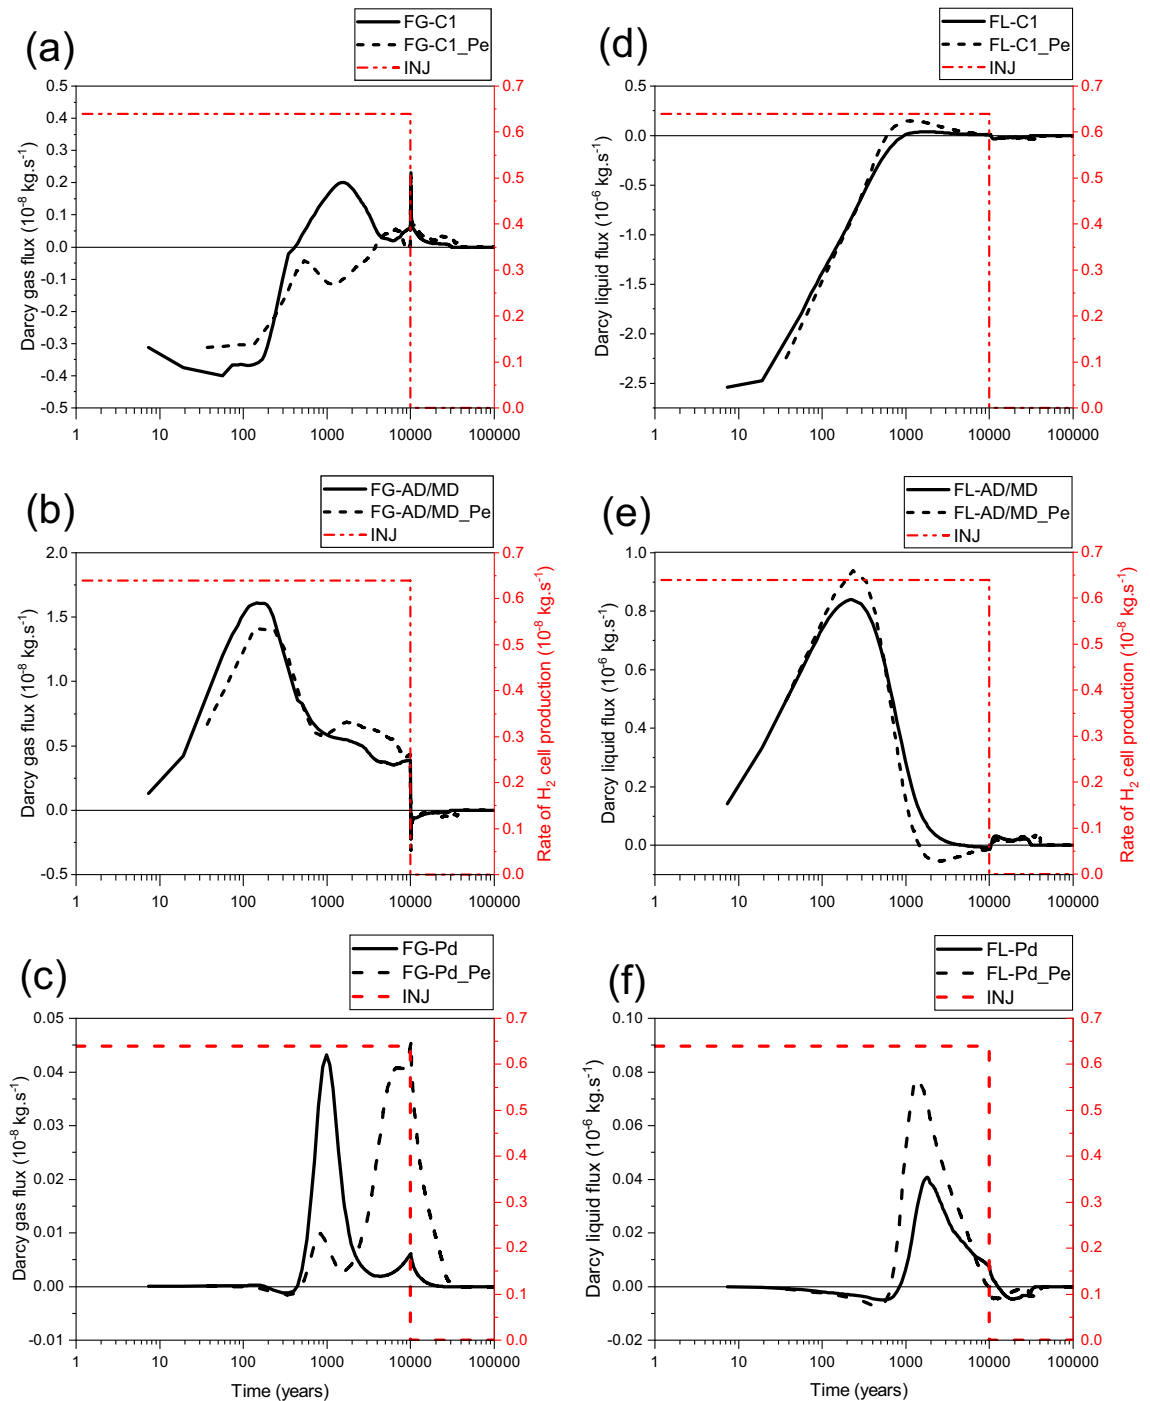 (a)
FG-C1
FG-C1_Pe
INJ
0.5
0.4
0.3
0.2
0.1
0.0
-0.1
-0.2
-0.3
-0.4
-0.5
Darcy gas flux (10⁻⁸ kg.s⁻¹)
0.7
0.6
0.5
0.4
0.3
0.2
0.1
0.0
1 10 100 1000 10000 100000
(d)
FL-C1
FL-C1_Pe
INJ
0.5
0.0
-0.5
-1.0
-1.5
-2.0
-2.5
Darcy liquid flux (10⁻⁶ kg.s⁻¹)
0.7
0.6
0.5
0.4
0.3
0.2
0.1
0.0
1 10 100 1000 10000 100000
(b)
FG-AD/MD
FG-AD/MD_Pe
INJ
2.0
1.5
1.0
0.5
0.0
-0.5
Darcy gas flux (10⁻⁸ kg.s⁻¹)
0.7
0.6
0.5
0.4
0.3
0.2
0.1
0.0
Rate of H₂ cell production (10⁻⁸ kg.s⁻¹)
1 10 100 1000 10000 100000
(e)
FL-AD/MD
FL-AD/MD_Pe
INJ
1.0
0.8
0.6
0.4
0.2
0.0
Darcy liquid flux (10⁻⁶ kg.s⁻¹)
0.7
0.6
0.5
0.4
0.3
0.2
0.1
0.0
Rate of H₂ cell production (10⁻⁸ kg.s⁻¹)
1 10 100 1000 10000 100000
(c)
FG-Pd
FG-Pd_Pe
INJ
0.05
0.04
0.03
0.02
0.01
0.00
-0.01
Darcy gas flux (10⁻⁸ kg.s⁻¹)
0.7
0.6
0.5
0.4
0.3
0.2
0.1
0.0
1 10 100 1000 10000 100000
Time (years)
(f)
FL-Pd
FL-Pd_Pe
INJ
0.10
0.08
0.06
0.04
0.02
0.00
-0.02
Darcy liquid flux (10⁻⁶ kg.s⁻¹)
0.7
0.6
0.5
0.4
0.3
0.2
0.1
0.0
1 10 100 1000 10000 100000
Time (years)